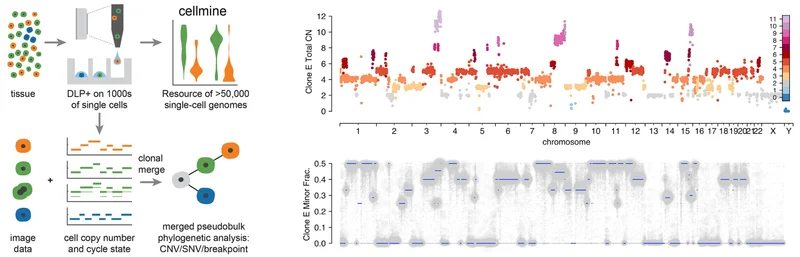 cellmine
tissue
DLP+ on 1000s
of single cells
Resource of >50,000
single-cell genomes
clonal
merge
+
image
data
cell copy number
and cycle state
merged pseudobulk
phylogenetic analysis:
CNV/SNV/breakpoint
Clone E Total CN
12
10
8
6
4
2
0
11
10
9
8
7
6
5
4
3
2
1
0
1 2 3 4 5 6 7 8 9 10 11 12 13 14 15 16 17 18 19 20 21 22 X Y
chromosome
Clone E Minor Frac.
0.5
0.4
0.3
0.2
0.1
0.0